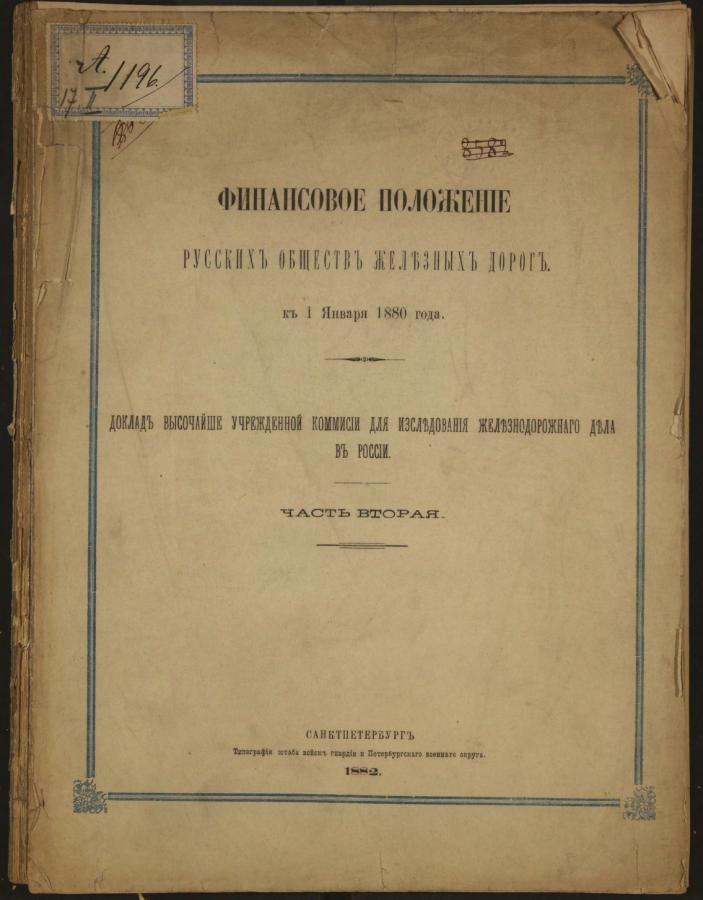 А. 1196.
17 II
8582
ФИНАНСОВОЕ ПОЛОЖЕНІЕ
РУССКИХЪ ОБЩЕСТВЪ ЖЕЛѢЗНЫХЪ ДОРОГЪ.
къ 1 Января 1880 года.
ДОКЛАДЪ ВЫСОЧАЙШЕ УЧРЕЖДЕННОЙ КОММИСІИ ДЛЯ ИЗСЛѢДОВАНІЯ ЖЕЛѢЗНОДОРОЖНАГО ДѢЛА
ВЪ РОССІИ.
ЧАСТЬ ВТОРАЯ.
САНКТПЕТЕРБУРГЪ
Типографія штаба войскъ гвардіи и Петербургскаго военнаго округа.
1882.